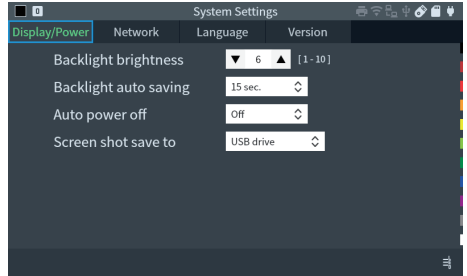 0 System Settings
Display/Power Network Language Version
Backlight brightness 6 [1-10]
Backlight auto saving 15 sec.
Auto power off Off
Screen shot save to USB drive